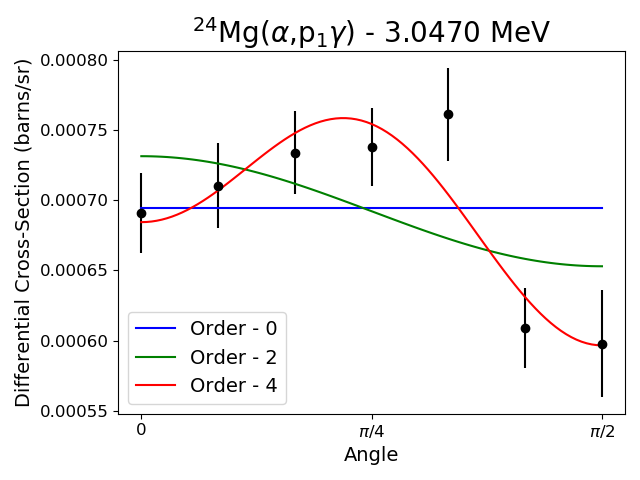 ²⁴Mg(α,p₁γ) - 3.0470 MeV
Differential Cross-Section (barns/sr)
0.00080
0.00075
0.00070
0.00065
0.00060
0.00055
Order - 0
Order - 2
Order - 4
0
π/4
π/2
Angle